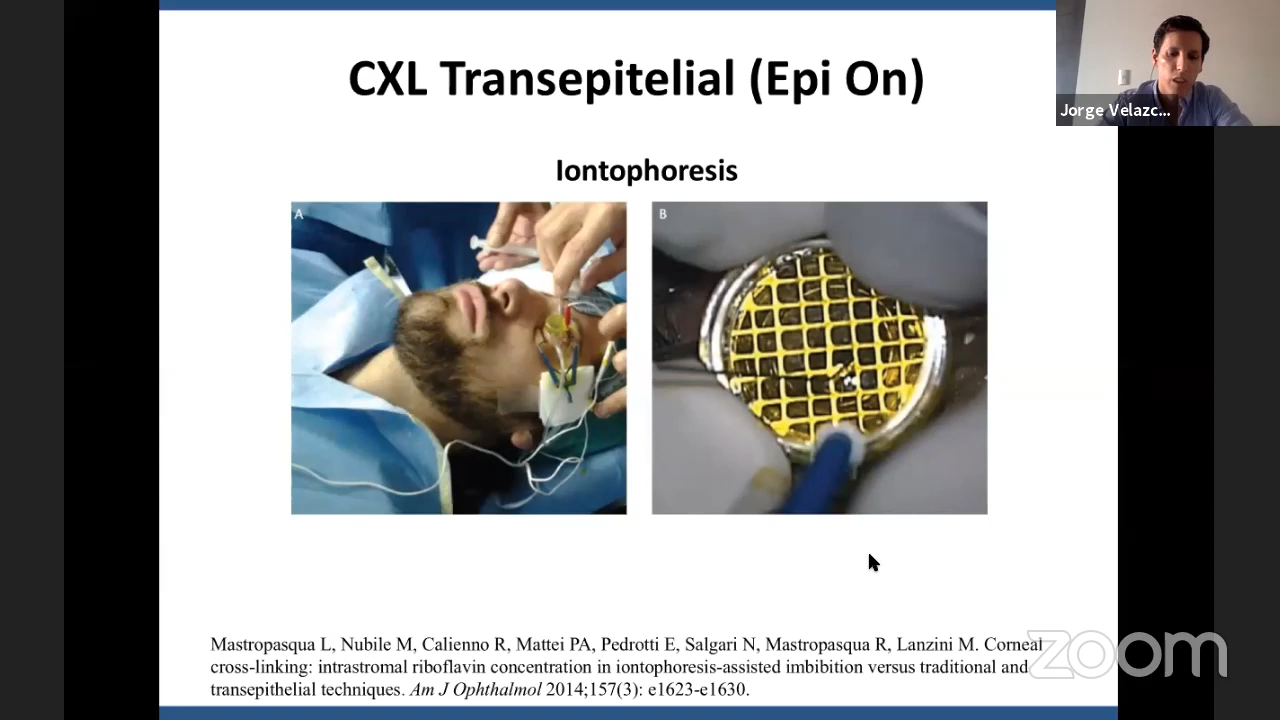 CXL Transepitelial (Epi On)
Jorge Velazc...
Iontophoresis
A
B
Mastropasqua L, Nubile M, Calienno R, Mattei PA, Pedrotti E, Salgari N, Mastropasqua R, Lanzini M. Corneal
cross-linking: intrastromal riboflavin concentration in iontophoresis-assisted imbibition versus traditional and
transepithelial techniques. Am J Ophthalmol 2014;157(3): e1623-e1630.
zoom